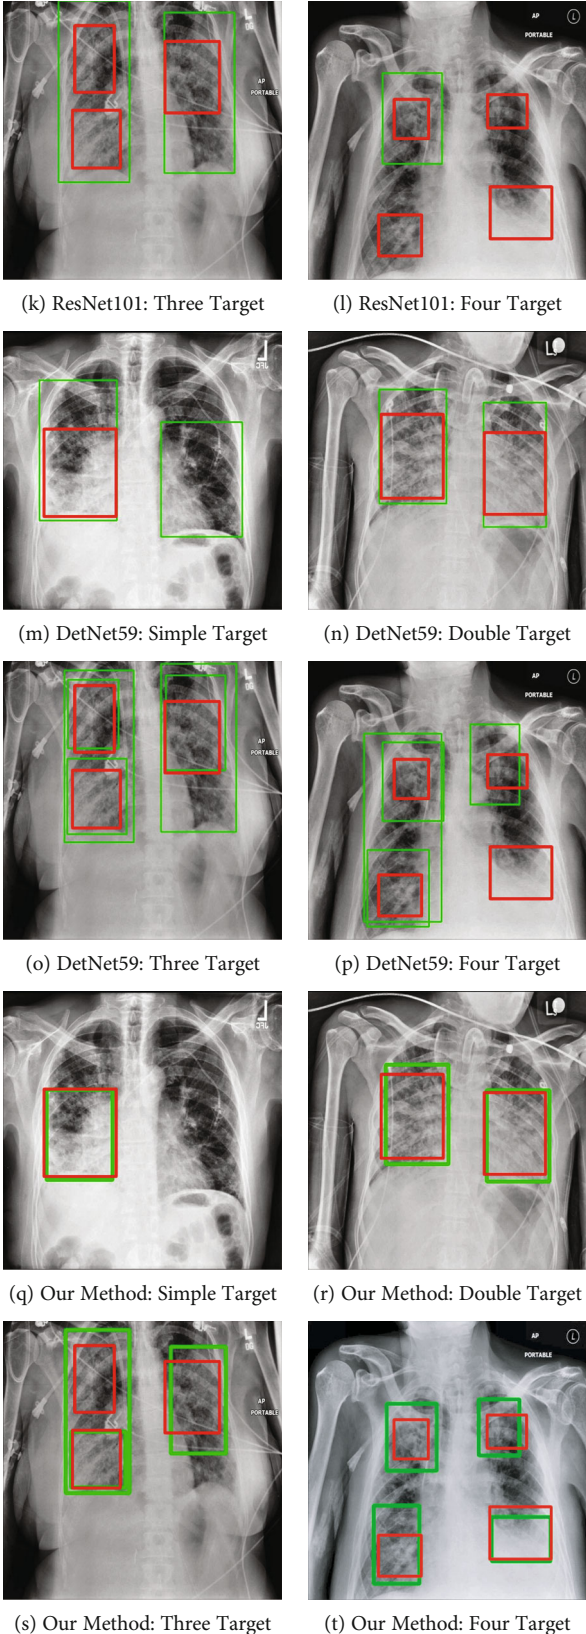 AP
PORTABLE
AP
L
PORTABLE
(k) ResNet101: Three Target
(l) ResNet101: Four Target
L
JFC
L
(m) DetNet59: Simple Target
(n) DetNet59: Double Target
AP
PORTABLE
AP
L
PORTABLE
(o) DetNet59: Three Target
(p) DetNet59: Four Target
L
JFC
L
(q) Our Method: Simple Target
(r) Our Method: Double Target
AP
PORTABLE
AP
L
PORTABLE
(s) Our Method: Three Target
(t) Our Method: Four Target